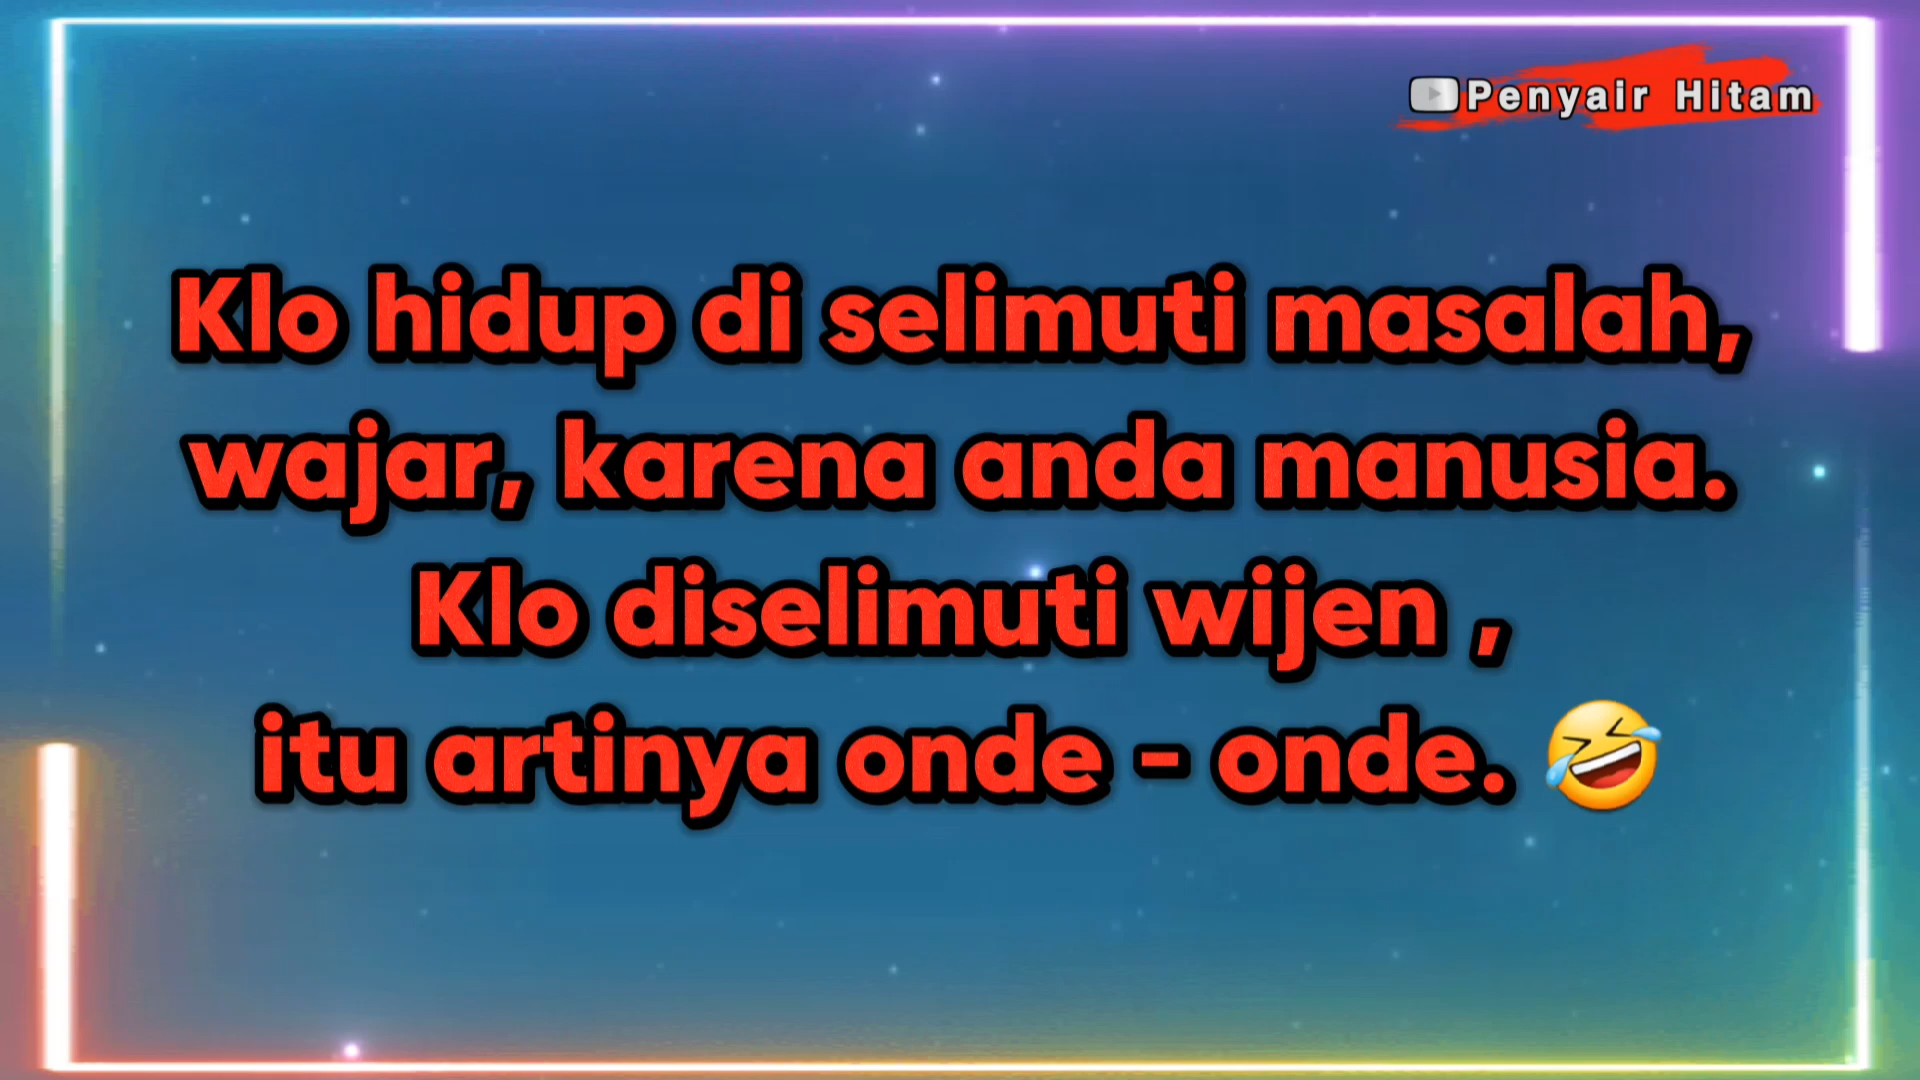 Penyair Hitam
Klo hidup di selimuti masalah,
wajar, karena anda manusia.
Klo diselimuti wijen ,
itu artinya onde - onde. 🤣